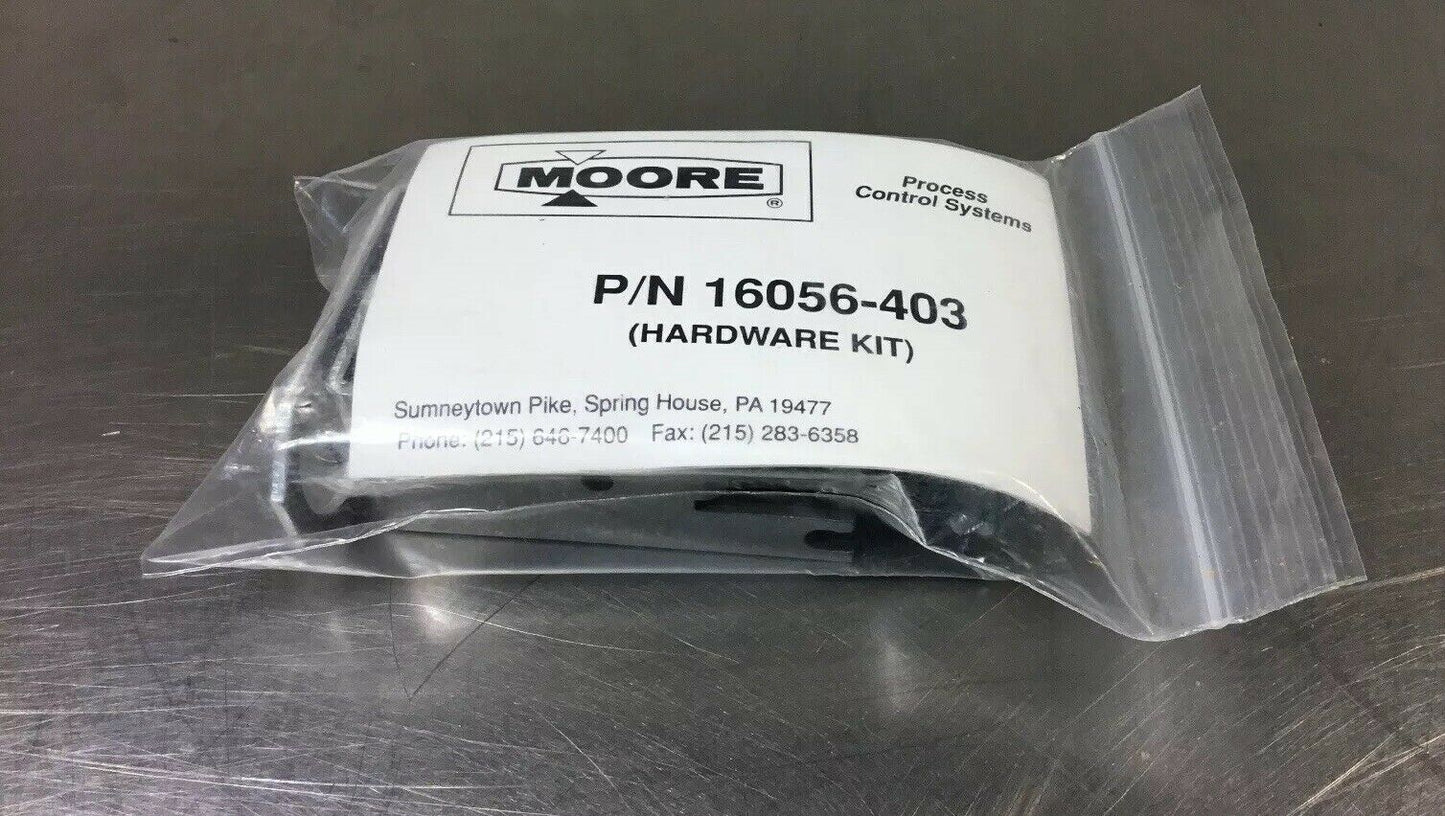 MOORE
®
Process
Control Systems
P/N 16056-403
(HARDWARE KIT)
Sumneytown Pike, Spring House, PA 19477
Phone: (215) 646-7400 Fax: (215) 283-6358